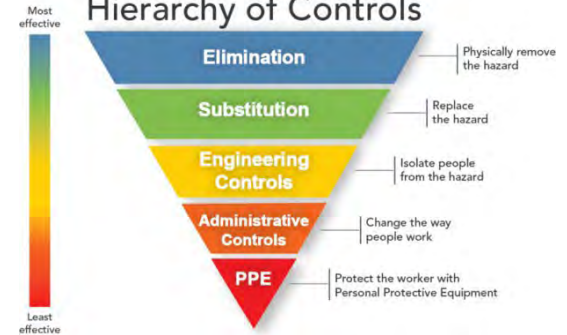 Hierarchy of Controls
Most
effective
Elimination
Physically remove
the hazard
Substitution
Replace
the hazard
Engineering
Controls
Isolate people
from the hazard
Administrative
Controls
Change the way
people work
PPE
Protect the worker with
Personal Protective Equipment
Least
effective